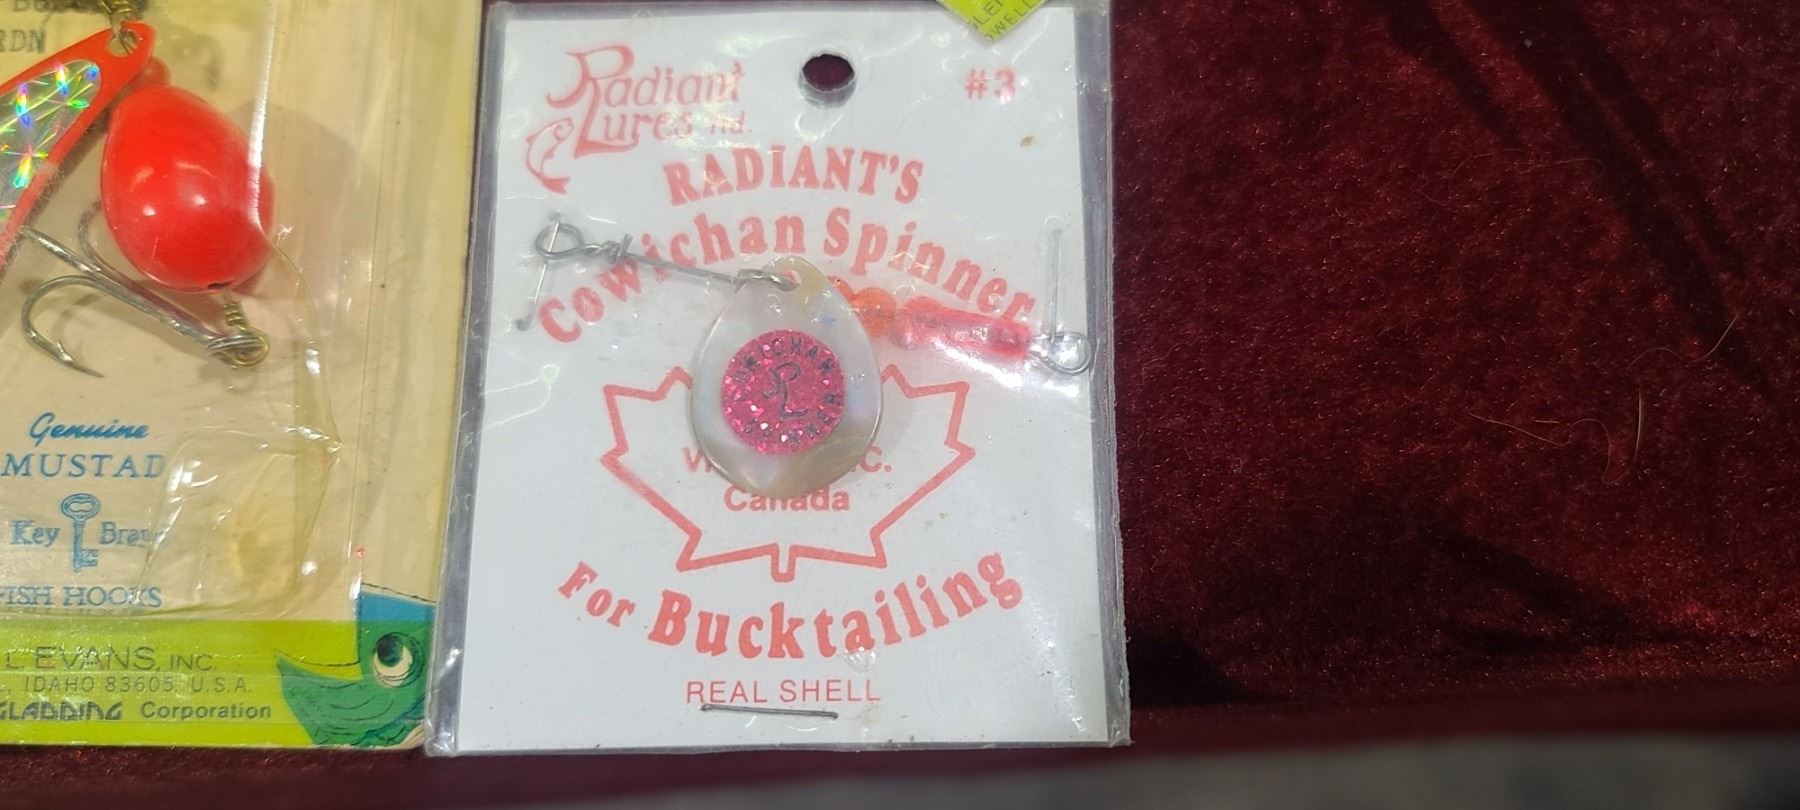 RDN
Genuine
MUSTAD
Key
FISH HOOKS
L. EVANS, INC.
IDAHO 83605, U.S.A.
GLADDING Corporation
Radiant
Lures ltd.
#3
RADIANT'S
Cowichan Spinner
Canada
For Bucktailing
REAL SHELL